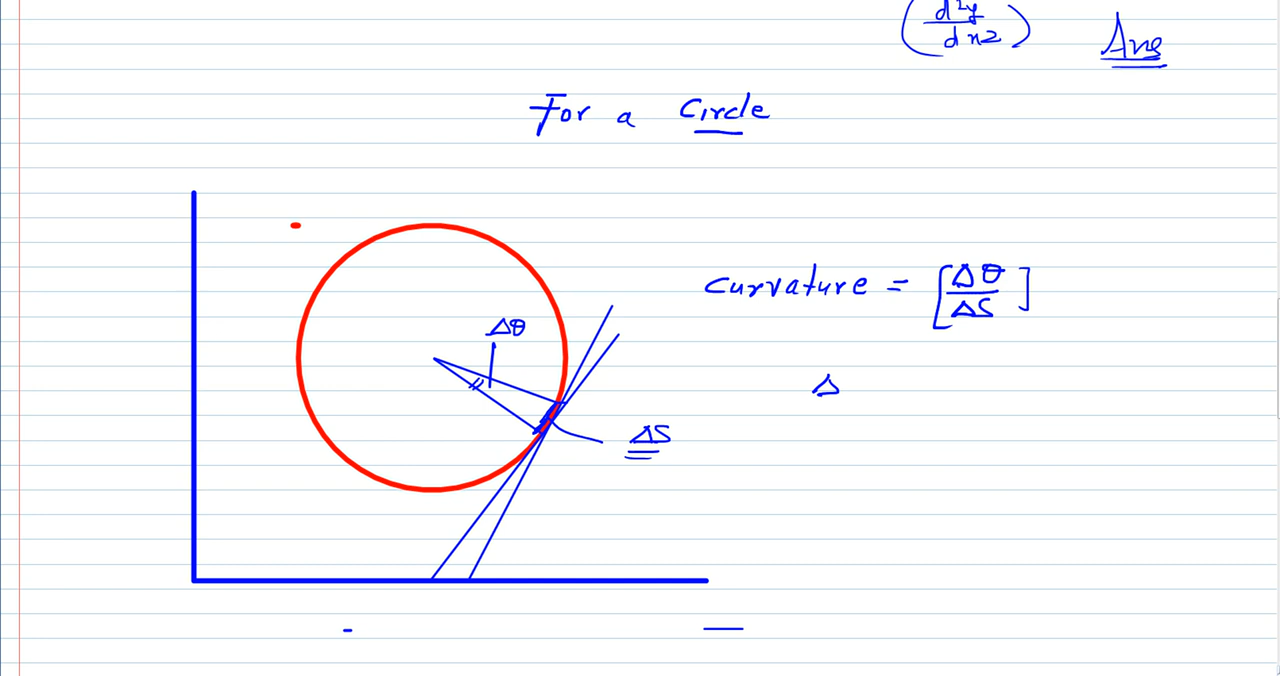 (d²y/dx2) Ans
For a Circle
Curvature = [Δθ/ΔS]
Δθ
Δ
ΔS